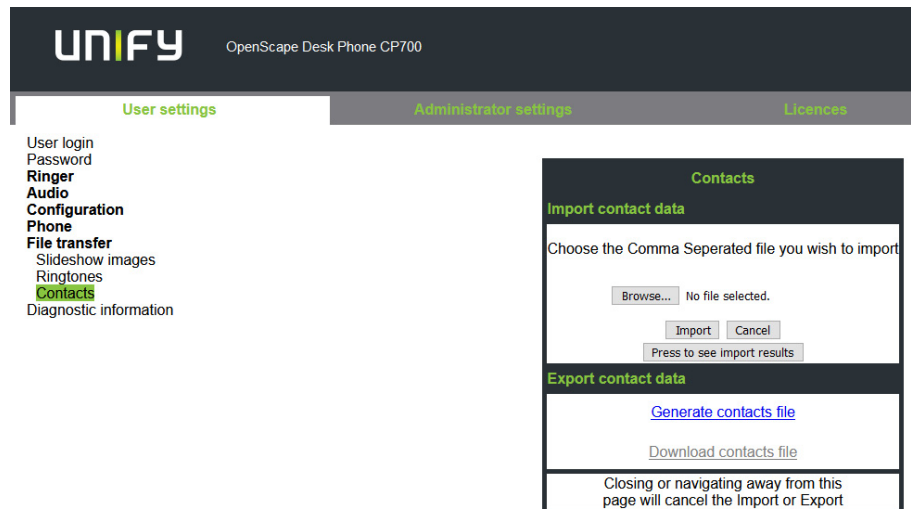 UNIFY
OpenScape Desk Phone CP700
User settings
Administrator settings
Licences
User login
Password
Ringer
Audio
Configuration
Phone
File transfer
Slideshow images
Ringtones
Contacts
Diagnostic information
Contacts
Import contact data
Choose the Comma Seperated file you wish to import
Browse... No file selected.
Import Cancel
Press to see import results
Export contact data
Generate contacts file
Download contacts file
Closing or navigating away from this
page will cancel the Import or Export